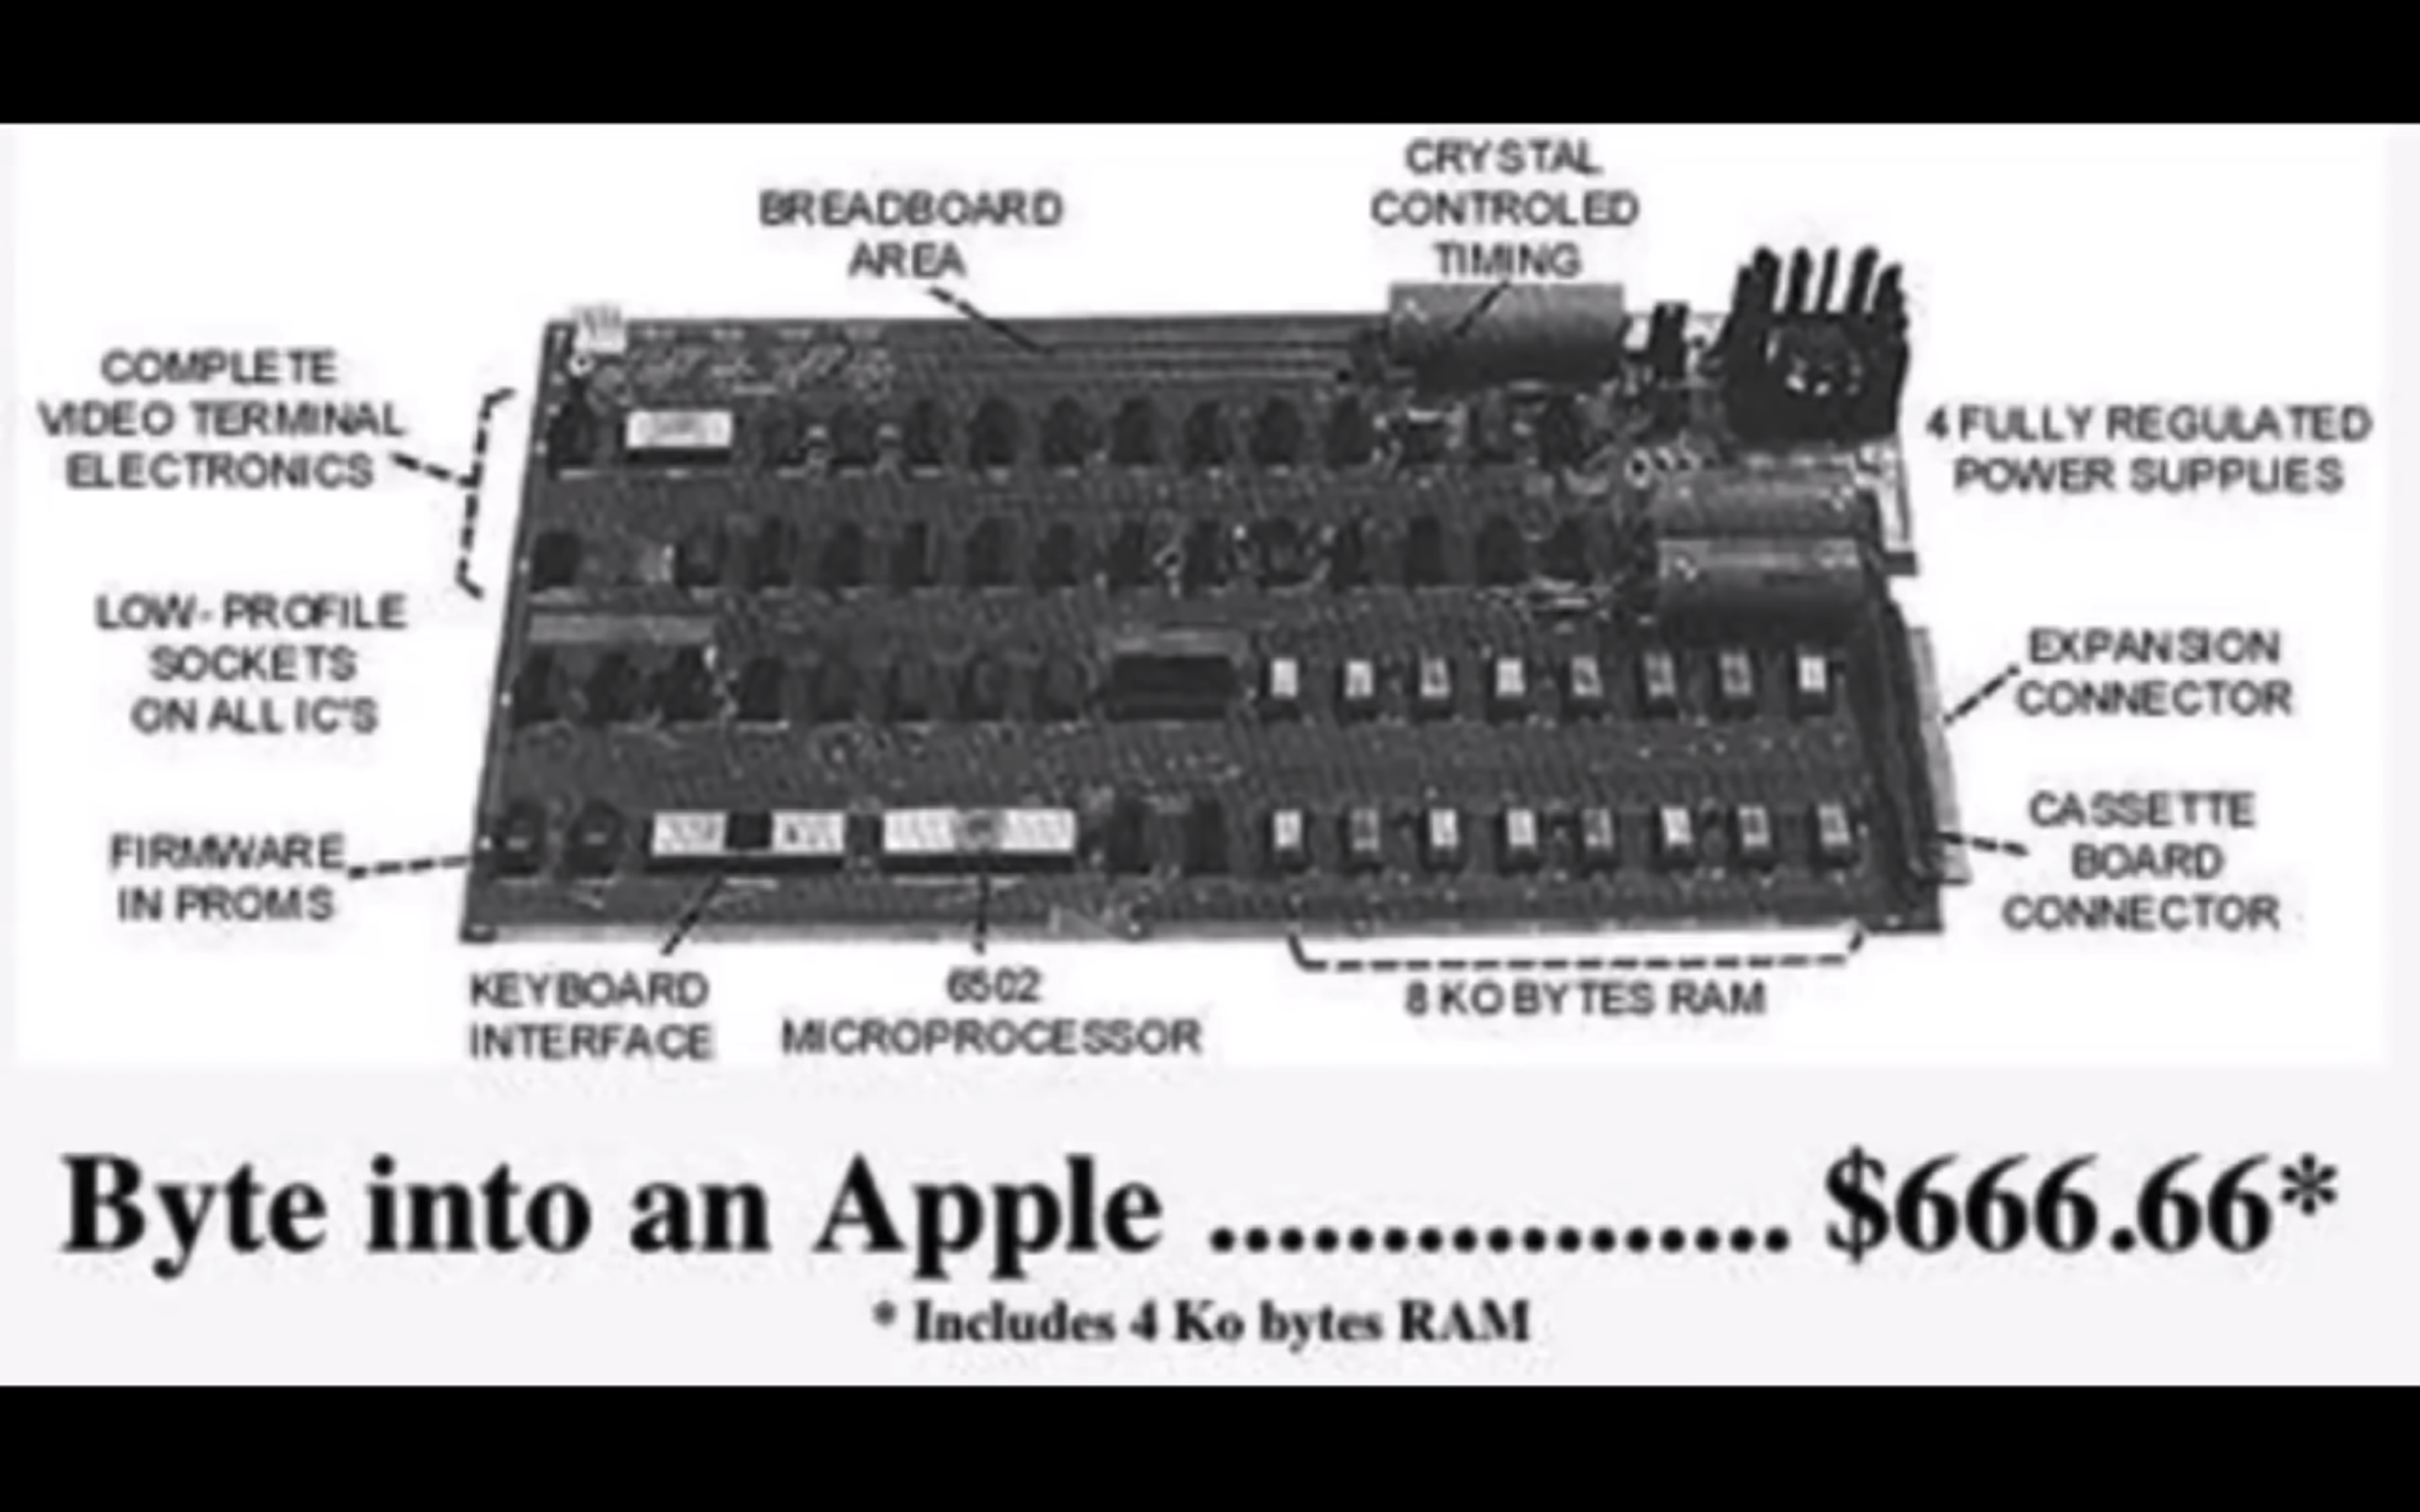 CRYSTAL
CONTROLED
TIMING
BREADBOARD
AREA
COMPLETE
VIDEO TERMINAL
ELECTRONICS
4 FULLY REGULATED
POWER SUPPLIES
LOW-PROFILE
SOCKETS
ON ALL IC'S
EXPANSION
CONNECTOR
FIRMWARE
IN PROMS
CASSETTE
BOARD
CONNECTOR
KEYBOARD
INTERFACE
6502
MICROPROCESSOR
8 KO BYTES RAM
Byte into an Apple ................. $666.66*
* Includes 4 Ko bytes RAM